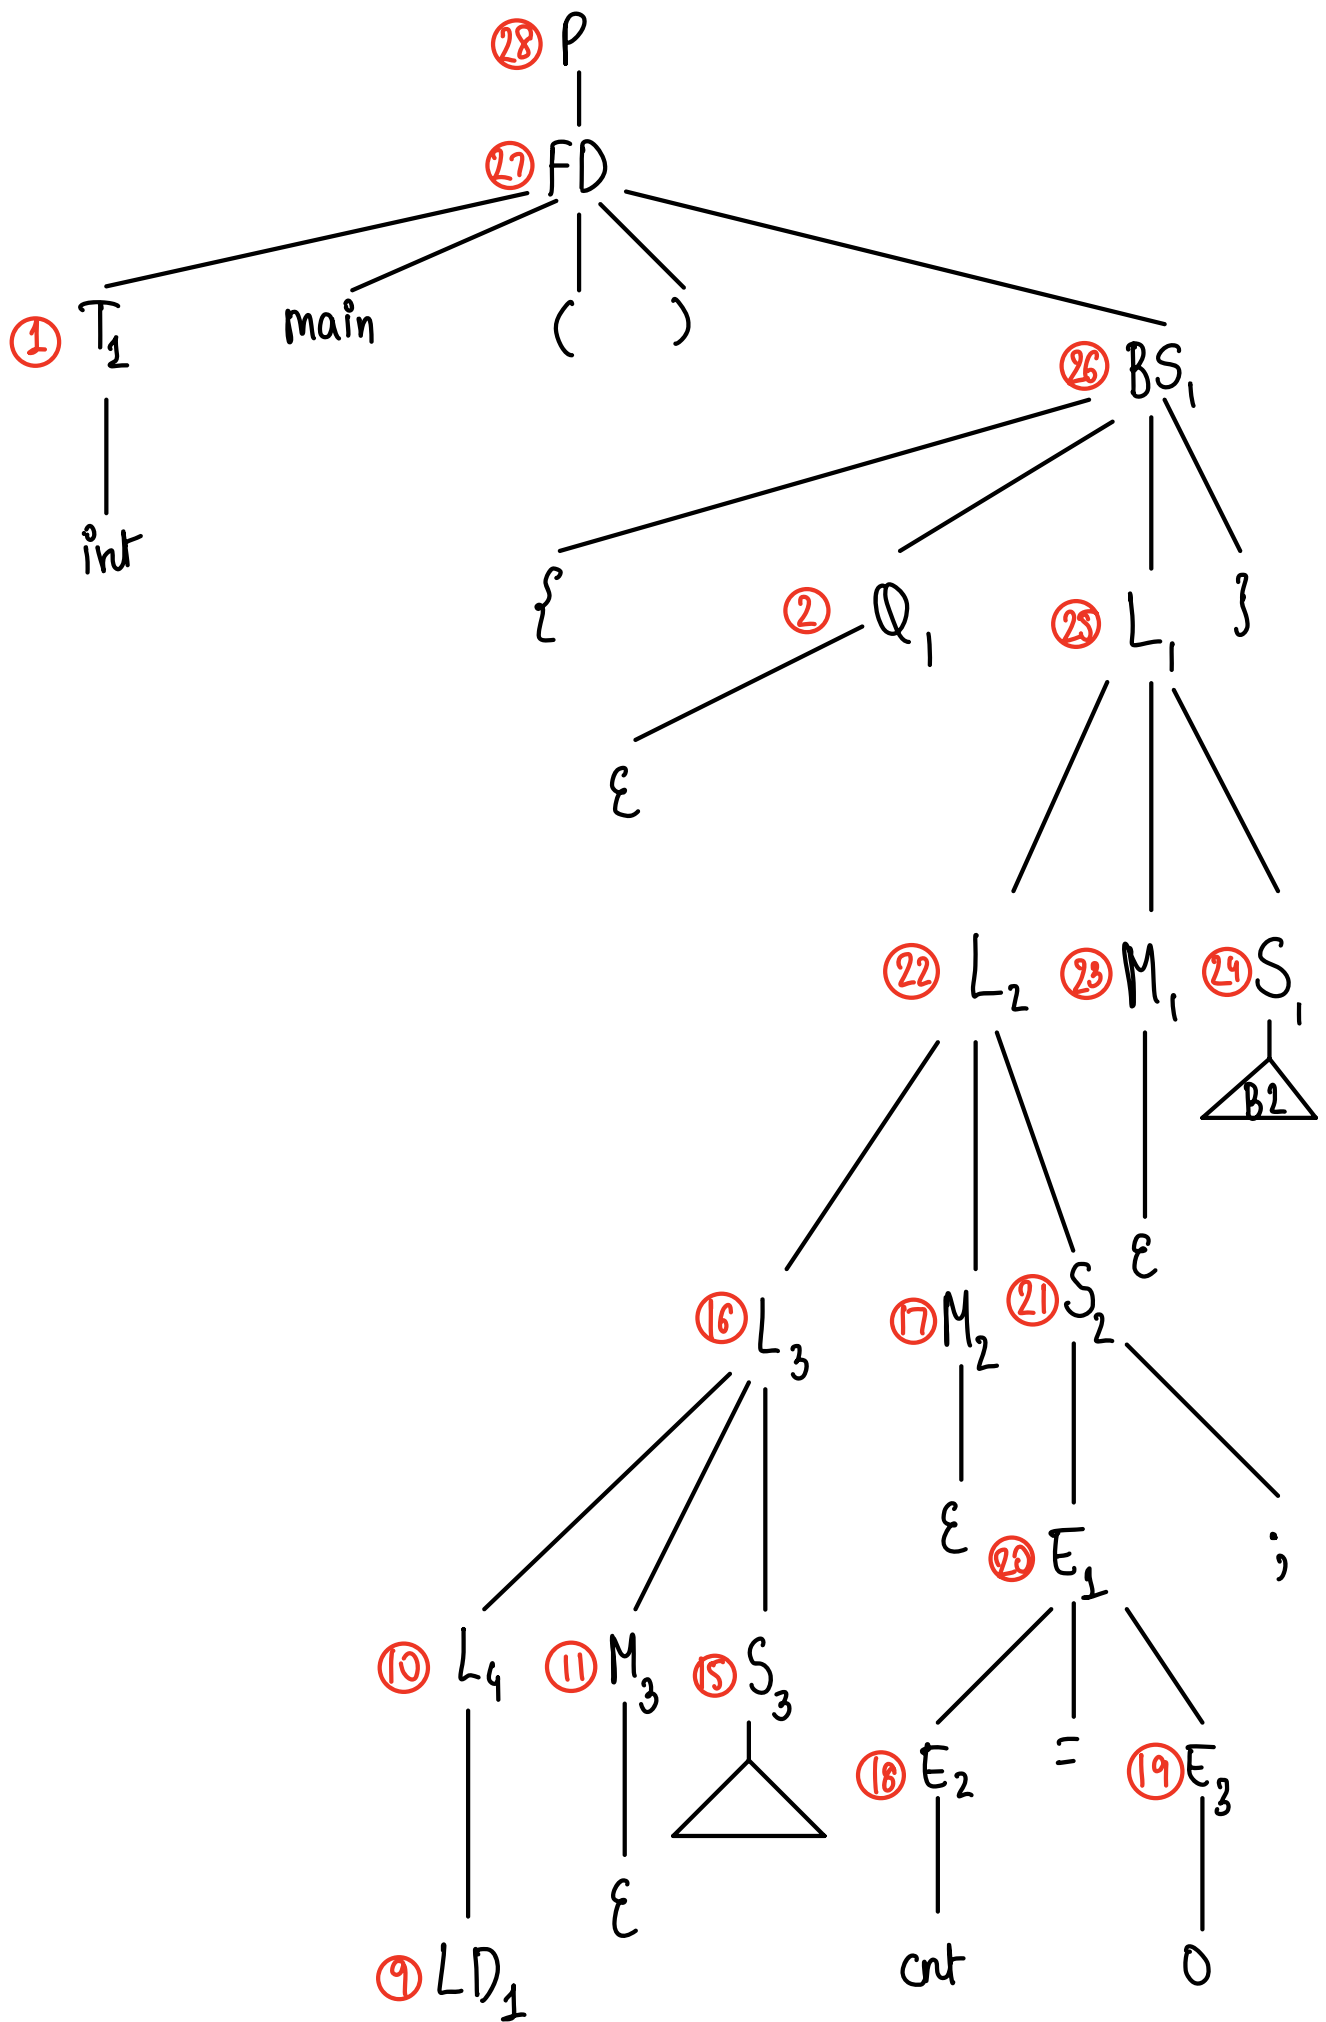 28 P
27 FD
1 T1 main ( )
26 BS1
int
{ 2 Q1 25 L1 }
ε
22 L2 23 M1 24 S1
B2
ε
16 L3 17 M2 21 S2
ε 20 E1 ;
10 L4 11 M3 15 S3
18 E2 = 19 E3
ε
9 LD1 cnt 0